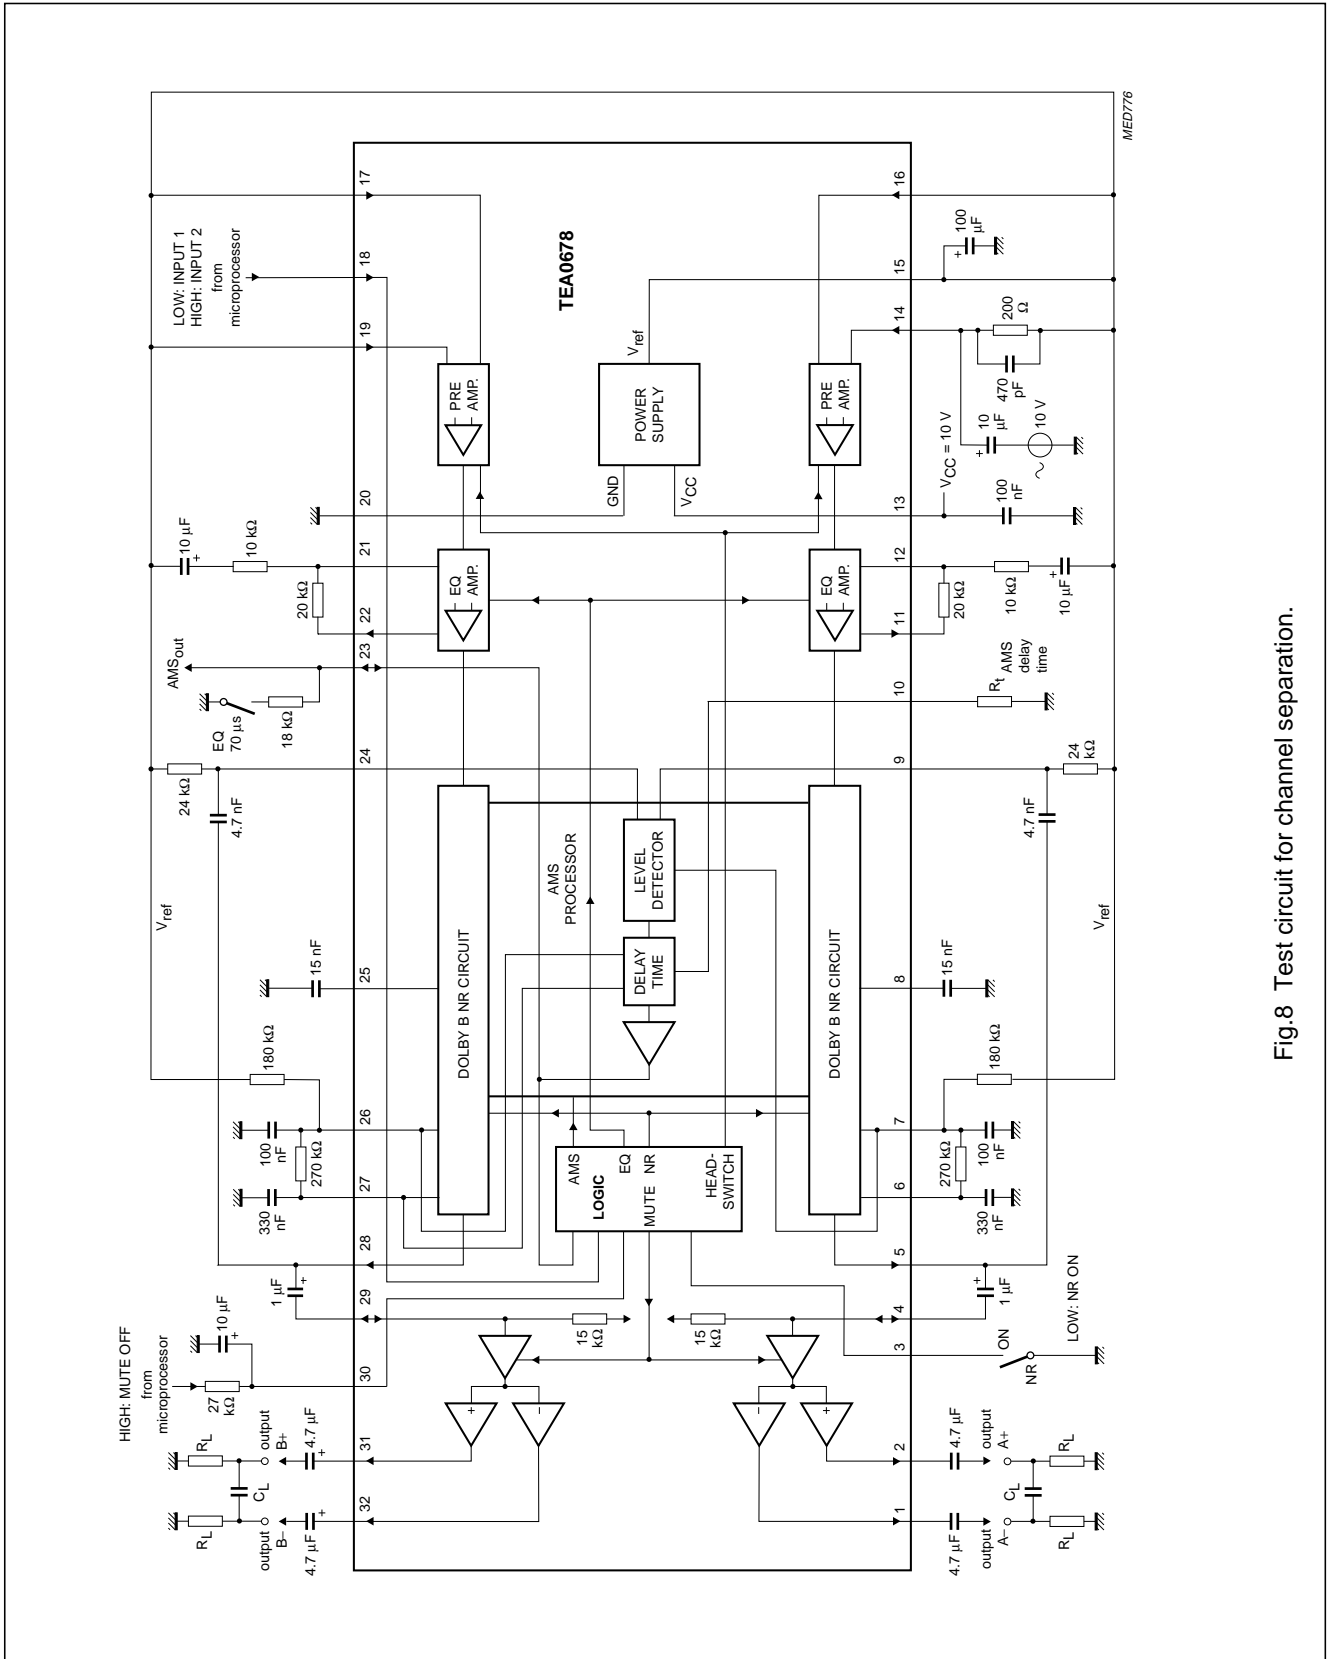 MED776
17
18
19
20
21
22
23
24
25
26
27
28
29
30
31
32
LOW: INPUT 1
HIGH: INPUT 2
from
microprocessor
10 µF
+
10 kΩ
20 kΩ
AMSout
EQ
70 µs
18 kΩ
24 kΩ
4.7 nF
Vref
15 nF
180 kΩ
100
nF
270 kΩ
330
nF
1 µF
+
10 µF
+
HIGH: MUTE OFF
from
microprocessor
27
kΩ
RL
CL
RL
output
B+
output
B−
4.7 µF
+
4.7 µF
+
TEA0678
PRE
AMP.
Vref
POWER
SUPPLY
GND
VCC
PRE
AMP.
EQ
AMP.
EQ
AMP.
DOLBY B NR CIRCUIT
AMS
PROCESSOR
LEVEL
DETECTOR
DELAY
TIME
DOLBY B NR CIRCUIT
AMS
LOGIC
EQ
MUTE NR
HEAD-
SWITCH
15
kΩ
15
kΩ
+
−
−
+
16
15
14
13
12
11
10
9
8
7
6
5
4
3
2
1
100
µF
+
200
Ω
470
pF
10
µF
+
10 V
∼
VCC = 10 V
100
nF
20 kΩ
10 kΩ
10 µF
+
Rt
AMS
delay
time
24
kΩ
4.7 nF
Vref
15 nF
180 kΩ
270 kΩ
100
nF
330
nF
1 µF
+
LOW: NR ON
ON
NR
4.7 µF
output
A+
4.7 µF
output
A−
CL
RL
RL
Fig.8 Test circuit for channel separation.